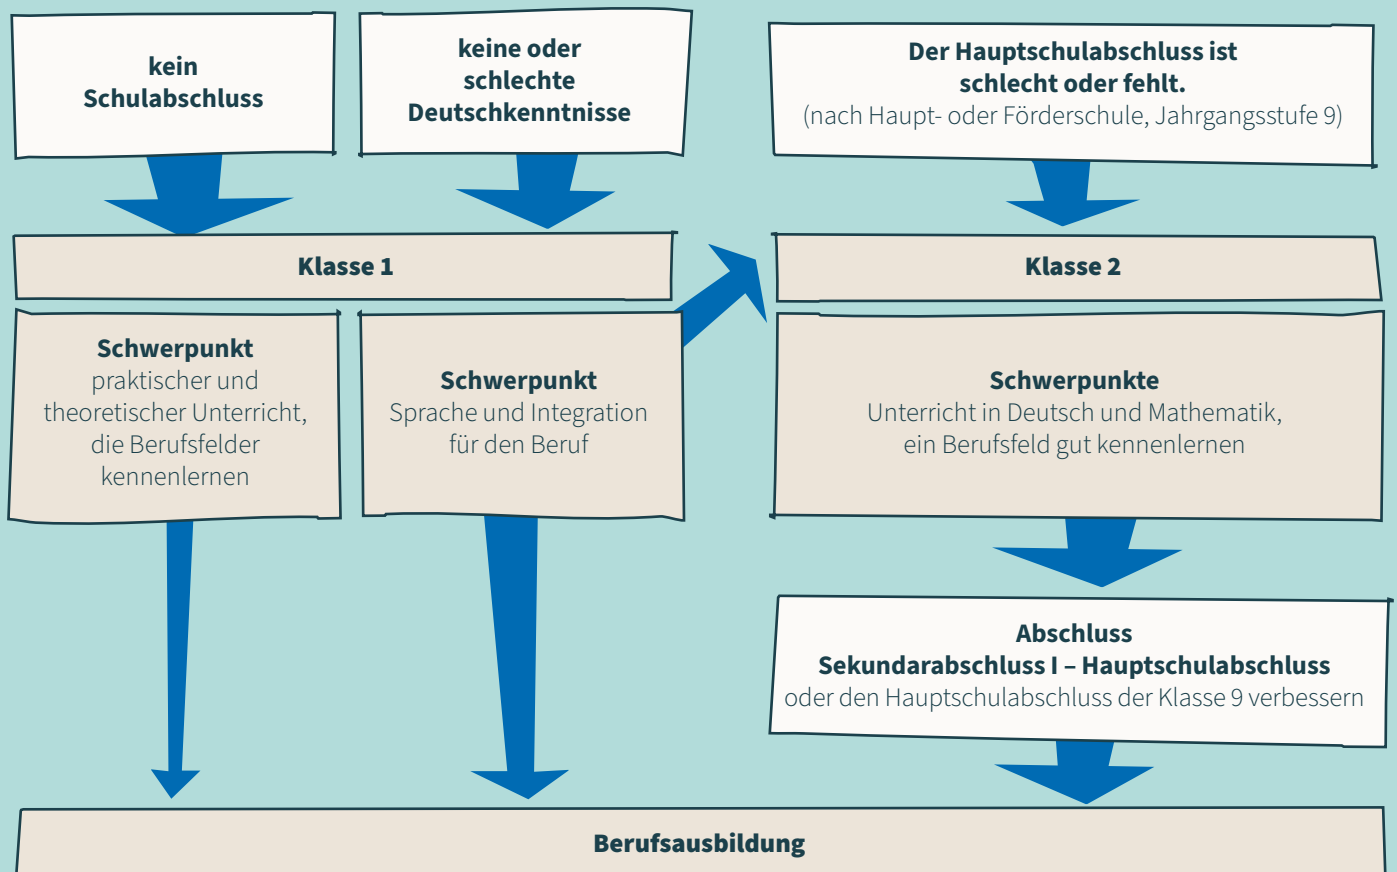 kein
Schulabschluss
keine oder
schlechte
Deutschkenntnisse
Der Hauptschulabschluss ist
schlecht oder fehlt.
(nach Haupt- oder Förderschule, Jahrgangsstufe 9)
Klasse 1
Klasse 2
Schwerpunkt
praktischer und
theoretischer Unterricht,
die Berufsfelder
kennenlernen
Schwerpunkt
Sprache und Integration
für den Beruf
Schwerpunkte
Unterricht in Deutsch und Mathematik,
ein Berufsfeld gut kennenlernen
Abschluss
Sekundarabschluss I – Hauptschulabschluss
oder den Hauptschulabschluss der Klasse 9 verbessern
Berufsausbildung